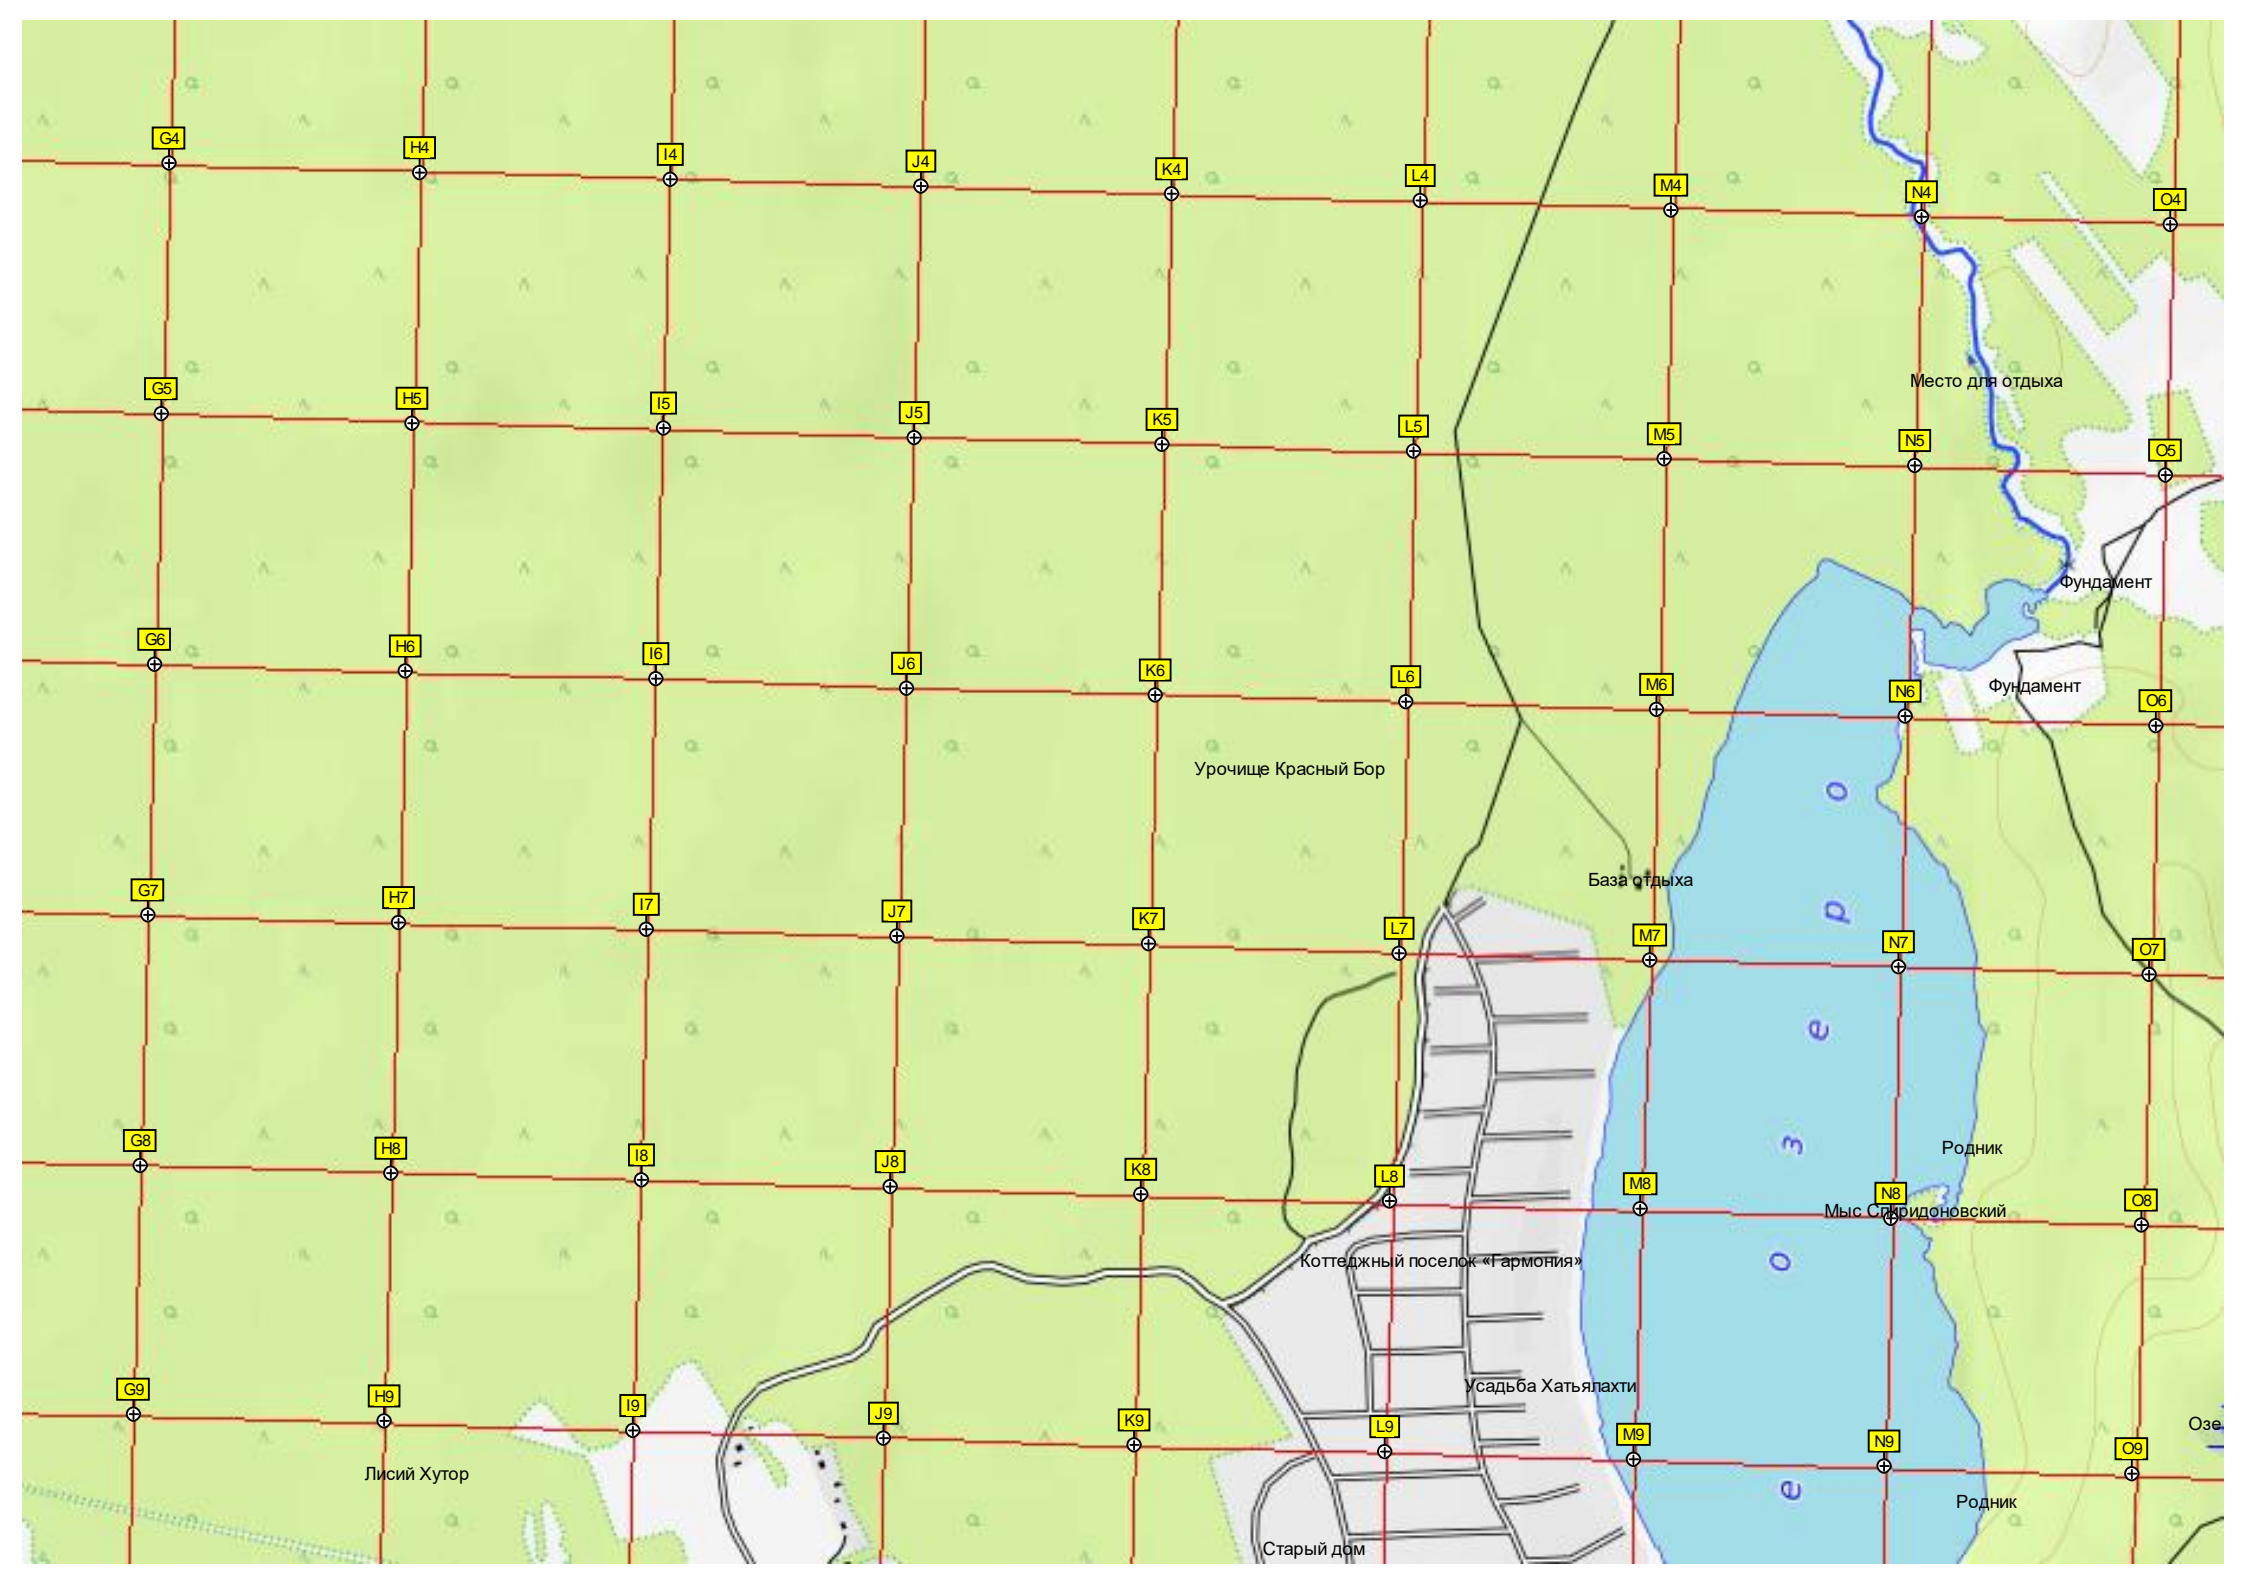 G4 H4 I4 J4 K4 L4 M4 N4 O4
Место для отдыха
G5 H5 I5 J5 K5 L5 M5 N5 O5
Фундамент
G6 H6 I6 J6 K6 L6 M6 N6 O6
Фундамент
Урочище Красный Бор
База отдыха
G7 H7 I7 J7 K7 L7 M7 N7 O7
Родник
G8 H8 I8 J8 K8 L8 M8 N8 O8
Мыс Спиридоновский
Коттеджный поселок «Гармония»
Усадьба Хатьялахти
G9 H9 I9 J9 K9 L9 M9 N9 O9
Озе
Лисий Хутор
Родник
Старый дом
е о з е р о